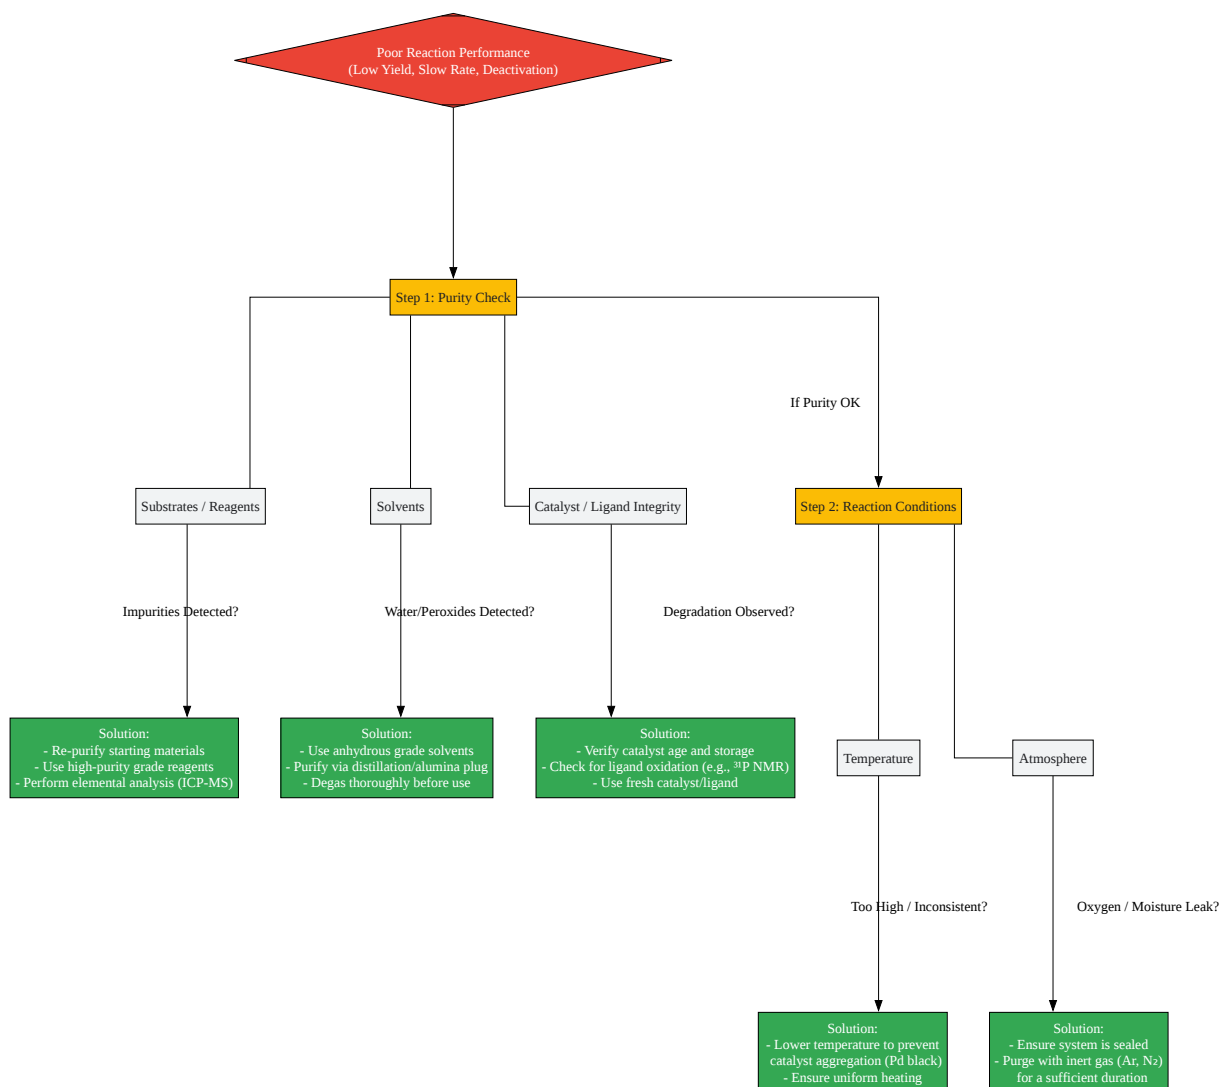 Poor Reaction Performance
(Low Yield, Slow Rate, Deactivation)
Step 1: Purity Check
If Purity OK
Substrates / Reagents
Solvents
Catalyst / Ligand Integrity
Step 2: Reaction Conditions
Impurities Detected?
Water/Peroxides Detected?
Degradation Observed?
Solution:
- Re-purify starting materials
- Use high-purity grade reagents
- Perform elemental analysis (ICP-MS)
Solution:
- Use anhydrous grade solvents
- Purify via distillation/alumina plug
- Degas thoroughly before use
Solution:
- Verify catalyst age and storage
- Check for ligand oxidation (e.g., ³¹P NMR)
- Use fresh catalyst/ligand
Temperature
Atmosphere
Too High / Inconsistent?
Oxygen / Moisture Leak?
Solution:
- Lower temperature to prevent
catalyst aggregation (Pd black)
- Ensure uniform heating
Solution:
- Ensure system is sealed
- Purge with inert gas (Ar, N₂)
for a sufficient duration